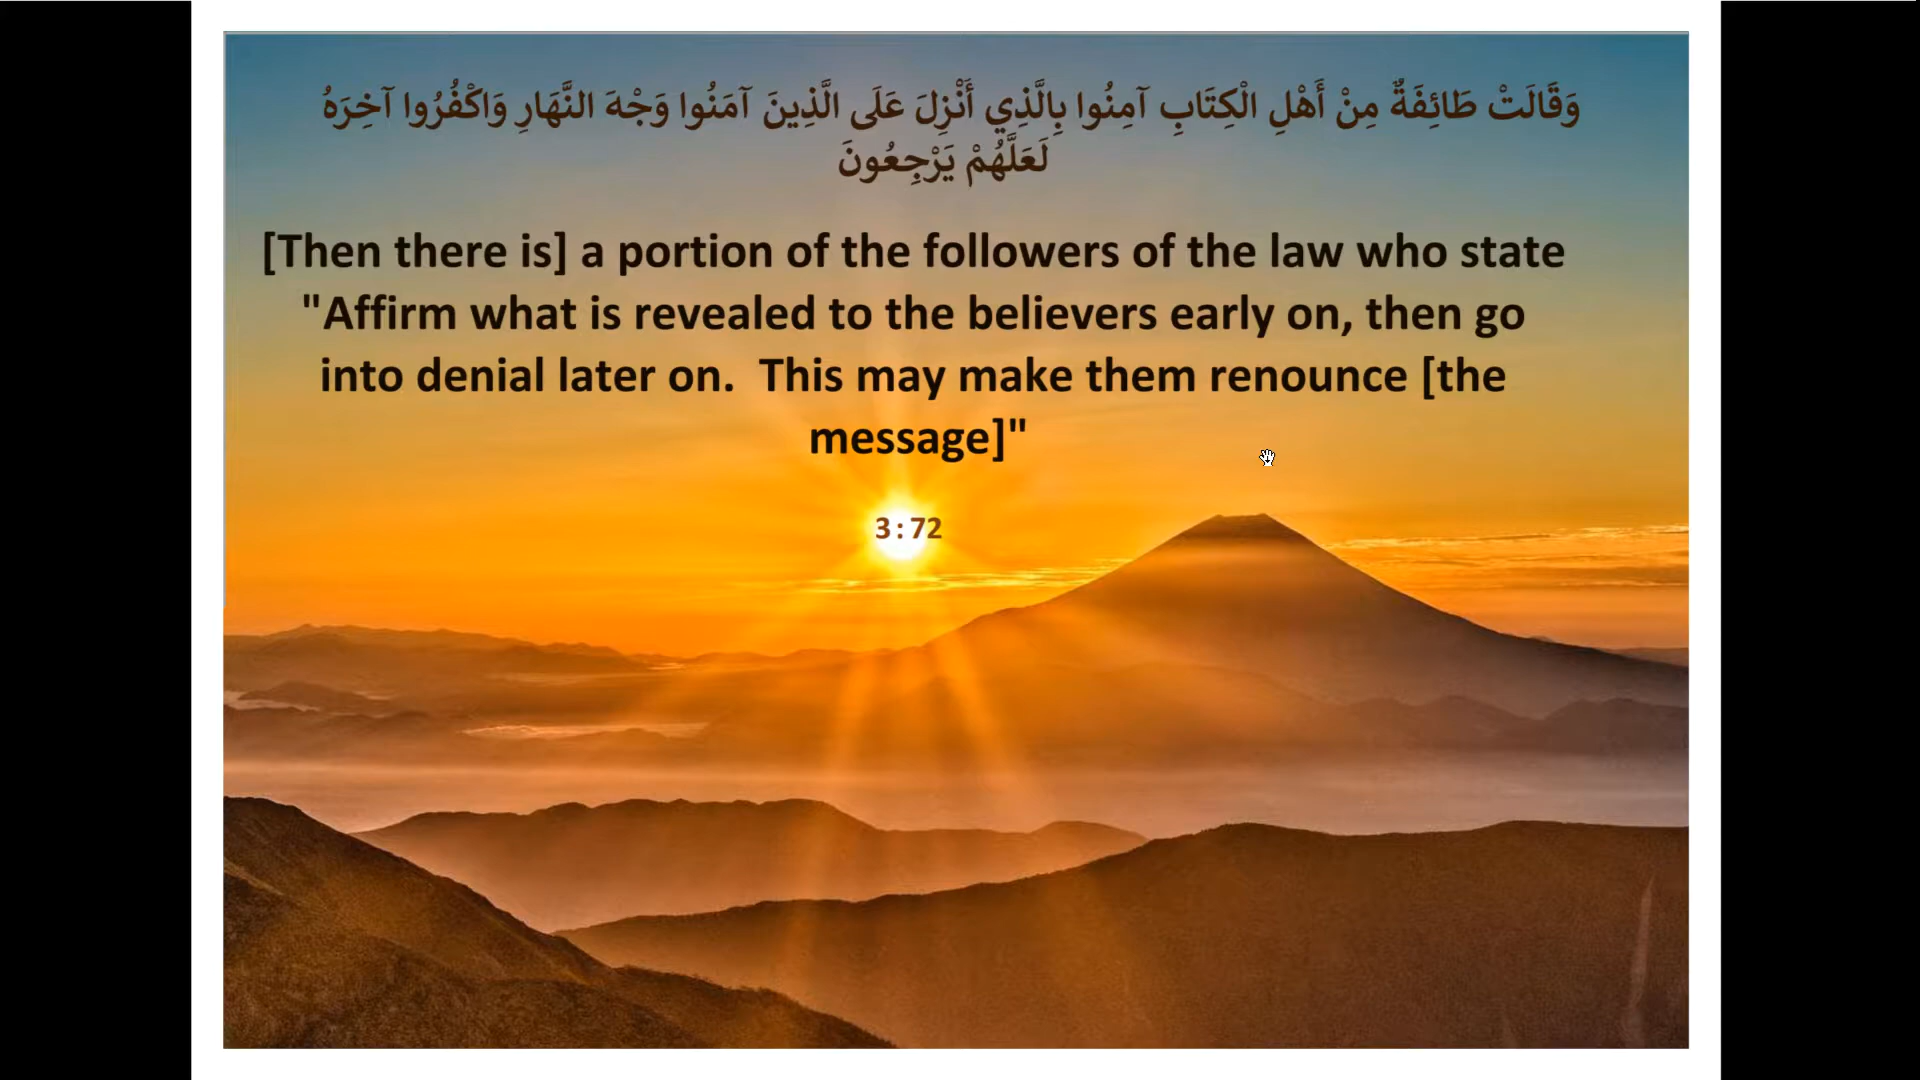 وَقَالَتْ طَائِفَةٌ مِنْ أَهْلِ الْكِتَابِ آمِنُوا بِالَّذِي أُنْزِلَ عَلَى الَّذِينَ آمَنُوا وَجْهَ النَّهَارِ وَاكْفُرُوا آخِرَهُ
لَعَلَّهُمْ يَرْجِعُونَ
[Then there is] a portion of the followers of the law who state
"Affirm what is revealed to the believers early on, then go
into denial later on.  This may make them renounce [the
message]"
3:72